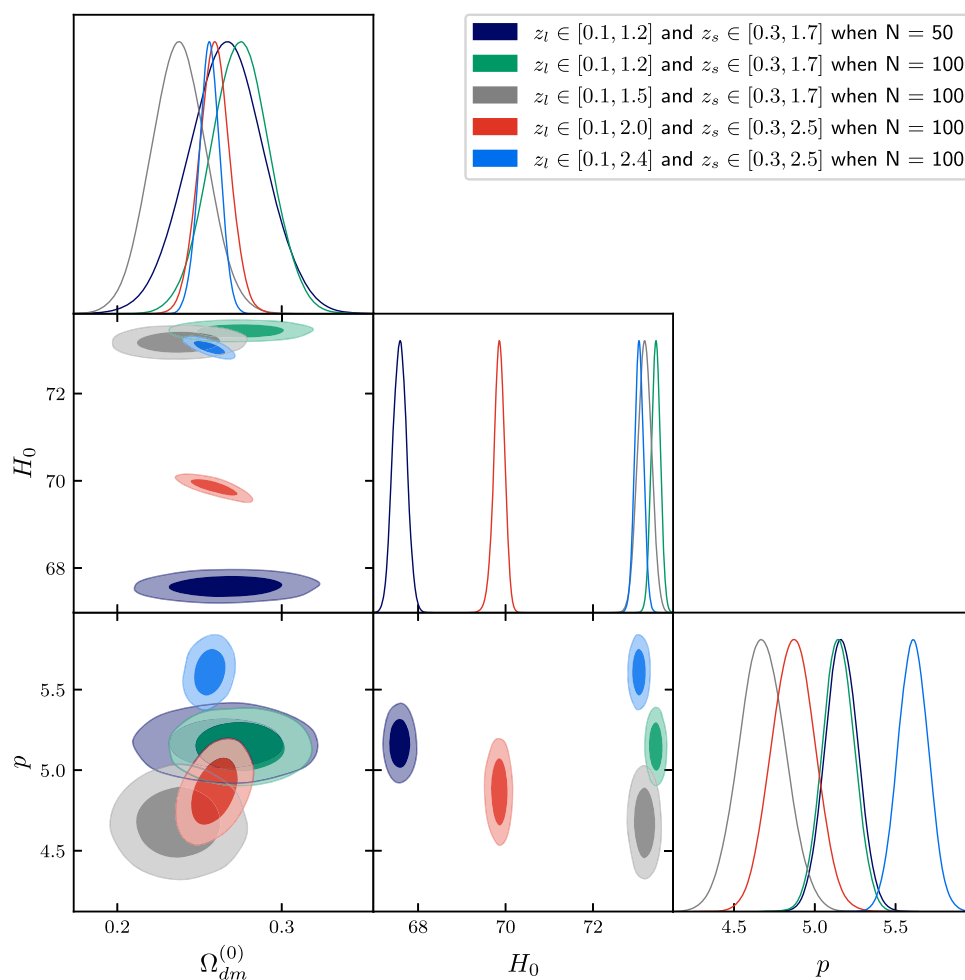 z_l ∈ [0.1, 1.2] and z_s ∈ [0.3, 1.7] when N = 50
z_l ∈ [0.1, 1.2] and z_s ∈ [0.3, 1.7] when N = 100
z_l ∈ [0.1, 1.5] and z_s ∈ [0.3, 1.7] when N = 100
z_l ∈ [0.1, 2.0] and z_s ∈ [0.3, 2.5] when N = 100
z_l ∈ [0.1, 2.4] and z_s ∈ [0.3, 2.5] when N = 100
72
70
68
H_0
5.5
5.0
4.5
p
0.2 0.3
68 70 72
4.5 5.0 5.5
Ω_{dm}^{(0)}
H_0
p